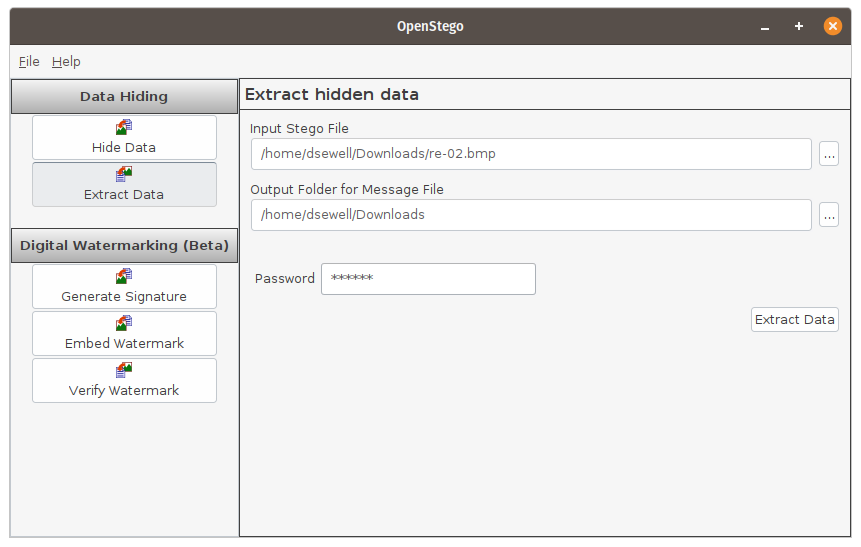 OpenStego
File Help
Data Hiding
Hide Data
Extract Data
Digital Watermarking (Beta)
Generate Signature
Embed Watermark
Verify Watermark
Extract hidden data
Input Stego File
/home/dsewell/Downloads/re-02.bmp
...
Output Folder for Message File
/home/dsewell/Downloads
...
Password ******
Extract Data